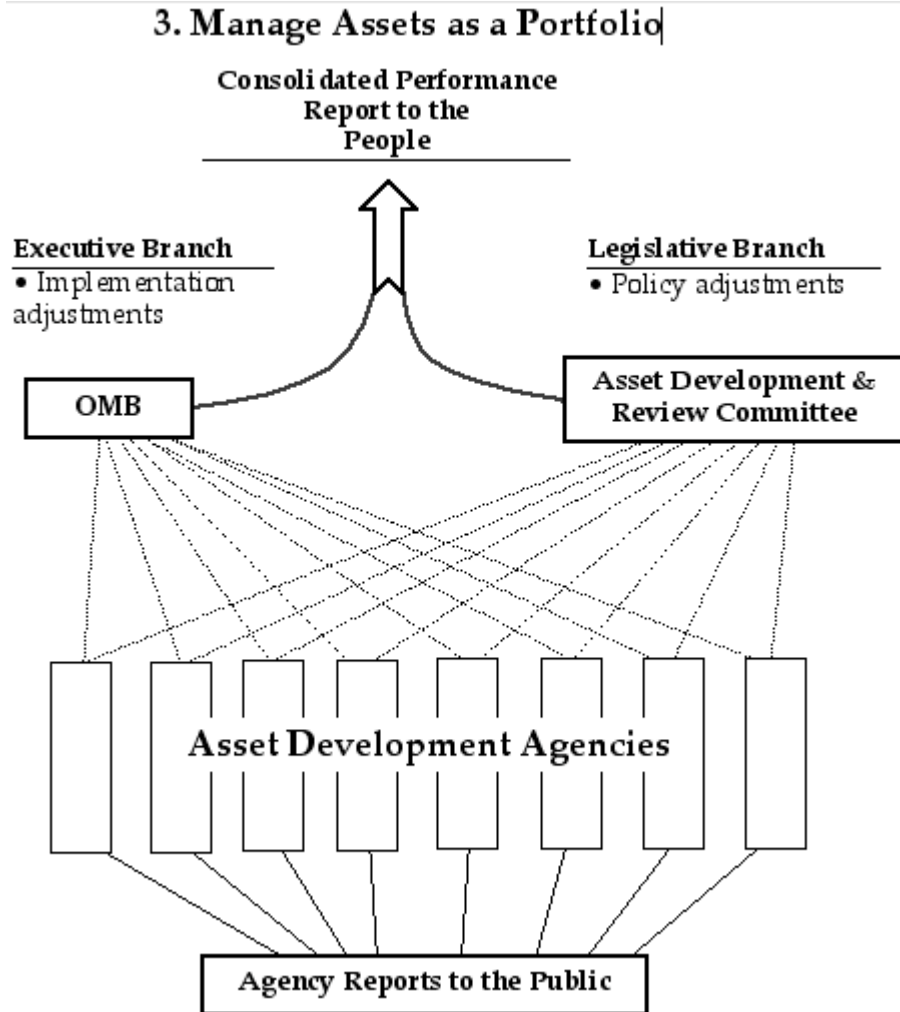 3. Manage Assets as a Portfolio
Consolidated Performance
Report to the
People
Executive Branch
• Implementation
adjustments
Legislative Branch
• Policy adjustments
OMB
Asset Development &
Review Committee
Asset Development Agencies
Agency Reports to the Public